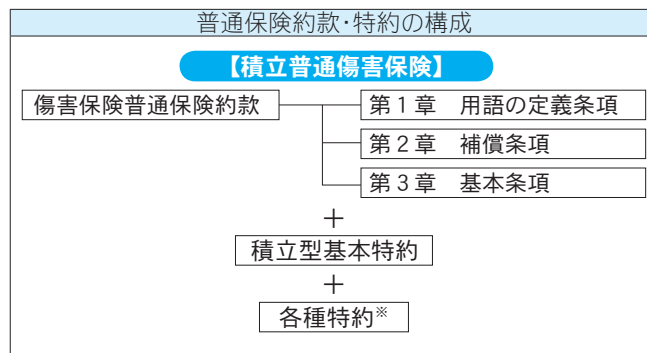 普通保険約款･特約の構成
【積立普通傷害保険】
傷害保険普通保険約款
第1章　用語の定義条項
第2章　補償条項
第3章　基本条項
＋
積立型基本特約
＋
各種特約※